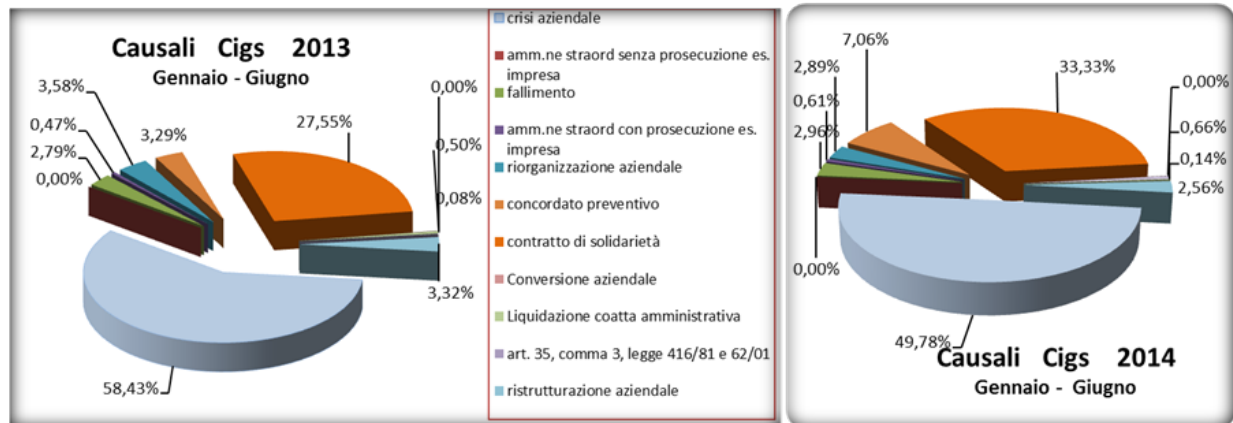 Causali Cigs 2013
Gennaio - Giugno
3,58%
0,47%
2,79%
0,00%
3,29%
27,55%
0,00%
0,50%
0,08%
3,32%
58,43%
crisi aziendale
amm.ne straord senza prosecuzione es.
impresa
fallimento
amm.ne straord con prosecuzione es.
impresa
riorganizzazione aziendale
concordato preventivo
contratto di solidarietà
Conversione aziendale
Liquidazione coatta amministrativa
art. 35, comma 3, legge 416/81 e 62/01
ristrutturazione aziendale
7,06%
2,89%
0,61%
2,96%
0,00%
33,33%
0,00%
0,66%
0,14%
2,56%
49,78%
Causali Cigs 2014
Gennaio - Giugno